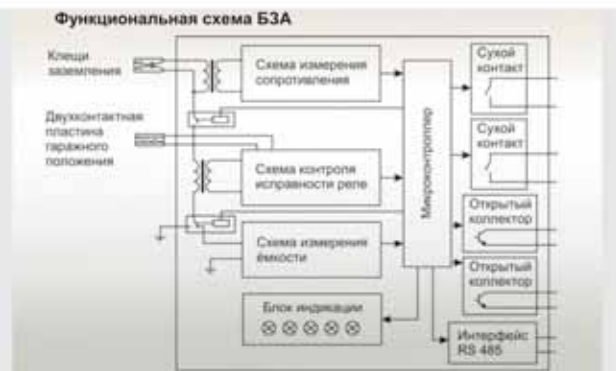 Функциональная схема БЗА
Клещи
заземления
Двухконтактная
пластина
гаражного
положения
Схема измерения
сопротивления
Схема контроля
исправности реле
Схема измерения
ёмкости
Блок индикации
Микроконтроллер
Сухой
контакт
Сухой
контакт
Открытый
коллектор
Открытый
коллектор
Интерфейс
RS 485